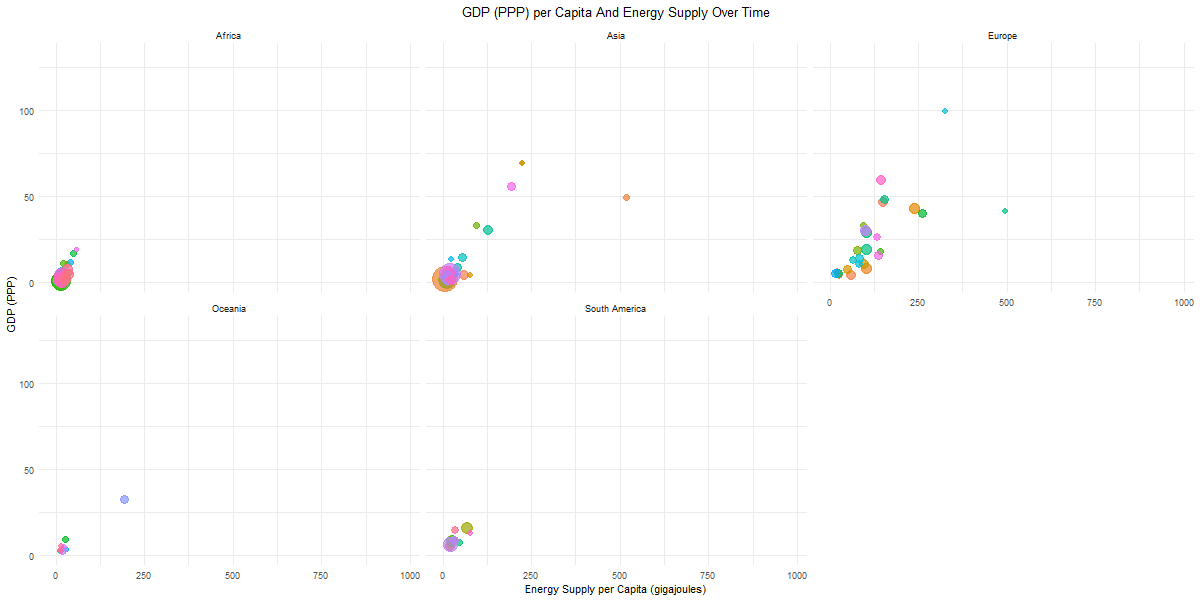 GDP (PPP) per Capita And Energy Supply Over Time
Africa
Asia
Europe
100
50
0
0 250 500 750 1000
GDP (PPP)
Oceania
South America
100
50
0
0 250 500 750 1000
0 250 500 750 1000
Energy Supply per Capita (gigajoules)